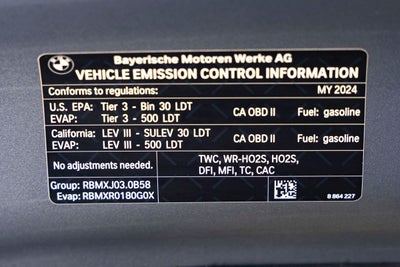 BMW
Bayerische Motoren Werke AG
VEHICLE EMISSION CONTROL INFORMATION
Conforms to regulations: MY 2024
U.S. EPA: Tier 3 - Bin 30 LDT CA OBD II Fuel: gasoline
EVAP: Tier 3 - 500 LDT
California: LEV III - SULEV 30 LDT CA OBD II Fuel: gasoline
EVAP: LEV III - 500 LDT
No adjustments needed.
TWC, WR-HO2S, HO2S,
DFI, MFI, TC, CAC
Group: RBMXJ03.0B58
Evap: RBMXR0180G0X
8 864 227